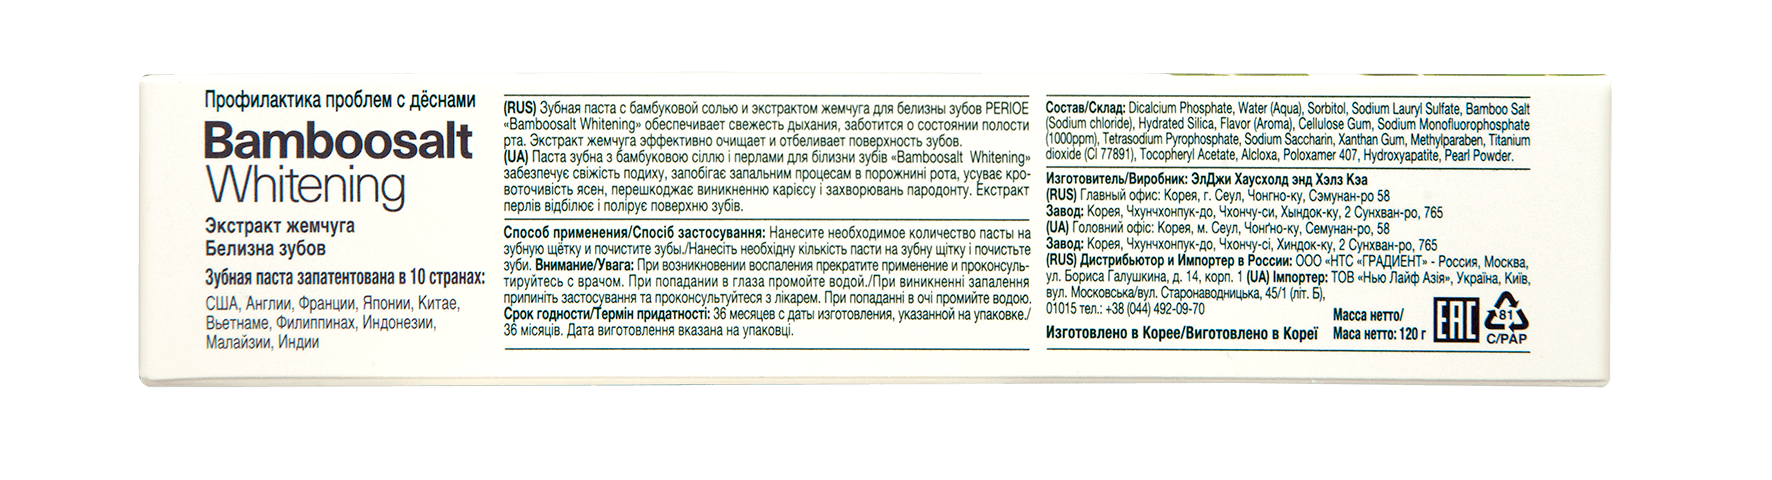 Профилактика проблем с дёснами
Bamboosalt
Whitening
Экстракт жемчуга
Белизна зубов
Зубная паста запатентована в 10 странах:
США, Англии, Франции, Японии, Китае,
Вьетнаме, Филиппинах, Индонезии,
Малайзии, Индии
(RUS) Зубная паста с бамбуковой солью и экстрактом жемчуга для белизны зубов PERIOE
«Bamboosalt Whitening» обеспечивает свежесть дыхания, заботится о состоянии полости
рта. Экстракт жемчуга эффективно очищает и отбеливает поверхность зубов.
(UA) Паста зубна з бамбуковою сіллю і перлами для білизни зубів «Bamboosalt Whitening»
забезпечує свіжість подиху, запобігає запальним процесам в порожнині рота, усуває кро-
воточивість ясен, перешкоджає виникненню карієсу і захворювань пародонту. Екстракт
перлів відбілює і полірує поверхню зубів.
Способ применения/Спосіб застосування: Нанесите необходимое количество пасты на
зубную щётку и почистите зубы./Нанесіть необхідну кількість пасти на зубну щітку і почистьте
зуби. Внимание/Увага: При возникновении воспаления прекратите применение и проконсуль-
тируйтесь с врачом. При попадании в глаза промойте водой./При виникненні запалення
припиніть застосування та проконсультуйтеся з лікарем. При попаданні в очі промийте водою.
Срок годности/Термін придатності: 36 месяцев с даты изготовления, указанной на упаковке./
36 місяців. Дата виготовлення вказана на упаковці.
Состав/Склад: Dicalcium Phosphate, Water (Aqua), Sorbitol, Sodium Lauryl Sulfate, Bamboo Salt
(Sodium chloride), Hydrated Silica, Flavor (Aroma), Cellulose Gum, Sodium Monofluorophosphate
(1000ppm), Tetrasodium Pyrophosphate, Sodium Saccharin, Xanthan Gum, Methylparaben, Titanium
dioxide (CI 77891), Tocopheryl Acetate, Alcloxa, Poloxamer 407, Hydroxyapatite, Pearl Powder.
Изготовитель/Виробник: ЭлДжи Хаусхолд энд Хэлз Кэа
(RUS) Главный офис: Корея, г. Сеул, Чонгно-ку, Сэмунан-ро 58
Завод: Корея, Чхунчхонпук-до, Чхончу-си, Хындок-ку, 2 Сунхван-ро, 765
(UA) Головний офіс: Корея, м. Сеул, Чонґно-ку, Семунан-ро, 58
Завод: Корея, Чхунчхонпук-до, Чхончу-сі, Хиндок-ку, 2 Сунхван-ро, 765
(RUS) Дистрибьютор и Импортер в России: ООО «НТС «ГРАДИЕНТ» - Россия, Москва,
ул. Бориса Галушкина, д. 14, корп. 1 (UA) Імпортер: ТОВ «Нью Лайф Азія», Україна, Київ,
вул. Московська/вул. Старонаводницька, 45/1 (літ. Б),
01015 тел.: +38 (044) 492-09-70
Изготовлено в Корее/Виготовлено в Кореї
Масса нетто/
Маса нетто: 120 г
EAC
81
C/PAP